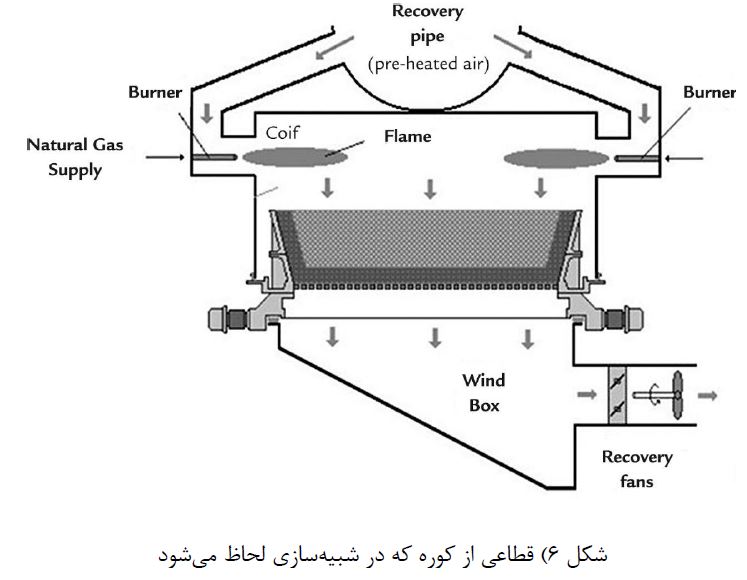 Recovery
pipe
(pre-heated air)
Burner
Burner
Coif
Flame
Natural Gas
Supply
Wind
Box
Recovery
fans
شکل ۶) قطاعی از کوره که در شبیه‌سازی لحاظ می‌شود